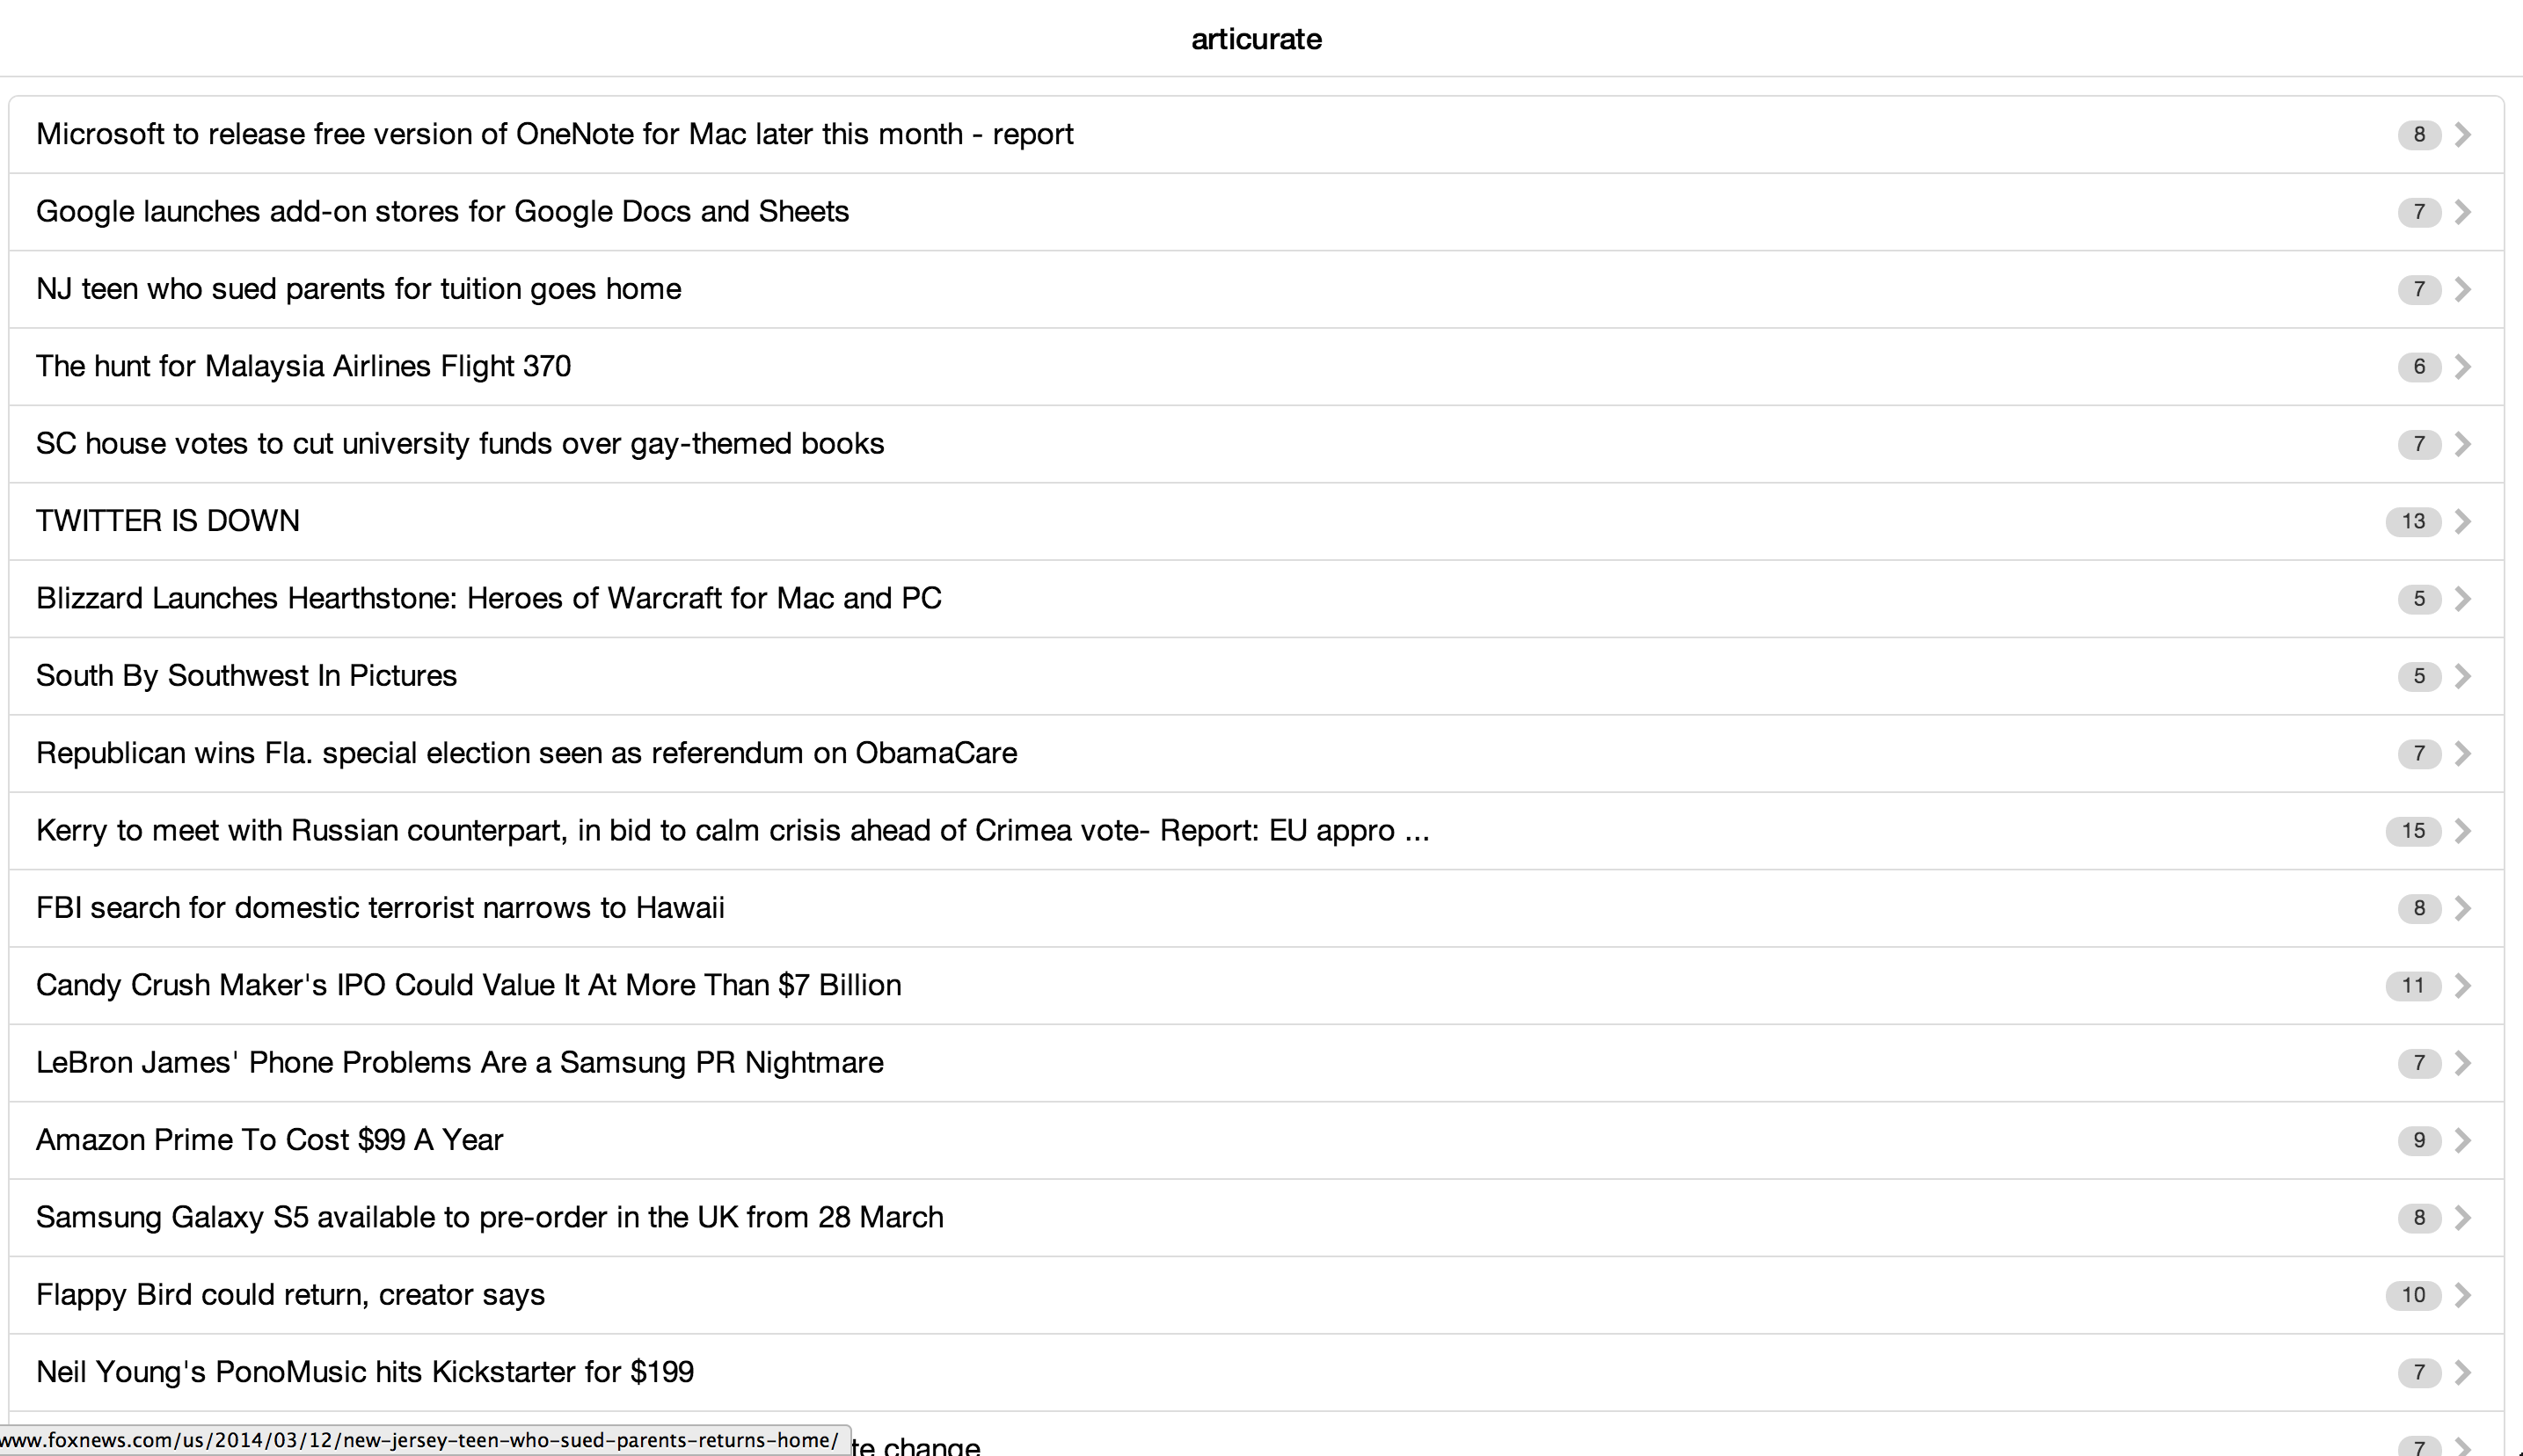 articurate
Microsoft to release free version of OneNote for Mac later this month - report 8
Google launches add-on stores for Google Docs and Sheets 7
NJ teen who sued parents for tuition goes home 7
The hunt for Malaysia Airlines Flight 370 6
SC house votes to cut university funds over gay-themed books 7
TWITTER IS DOWN 13
Blizzard Launches Hearthstone: Heroes of Warcraft for Mac and PC 5
South By Southwest In Pictures 5
Republican wins Fla. special election seen as referendum on ObamaCare 7
Kerry to meet with Russian counterpart, in bid to calm crisis ahead of Crimea vote- Report: EU appro ... 15
FBI search for domestic terrorist narrows to Hawaii 8
Candy Crush Maker's IPO Could Value It At More Than $7 Billion 11
LeBron James' Phone Problems Are a Samsung PR Nightmare 7
Amazon Prime To Cost $99 A Year 9
Samsung Galaxy S5 available to pre-order in the UK from 28 March 8
Flappy Bird could return, creator says 10
Neil Young's PonoMusic hits Kickstarter for $199 7
www.foxnews.com/us/2014/03/12/new-jersey-teen-who-sued-parents-returns-home/ te change 7